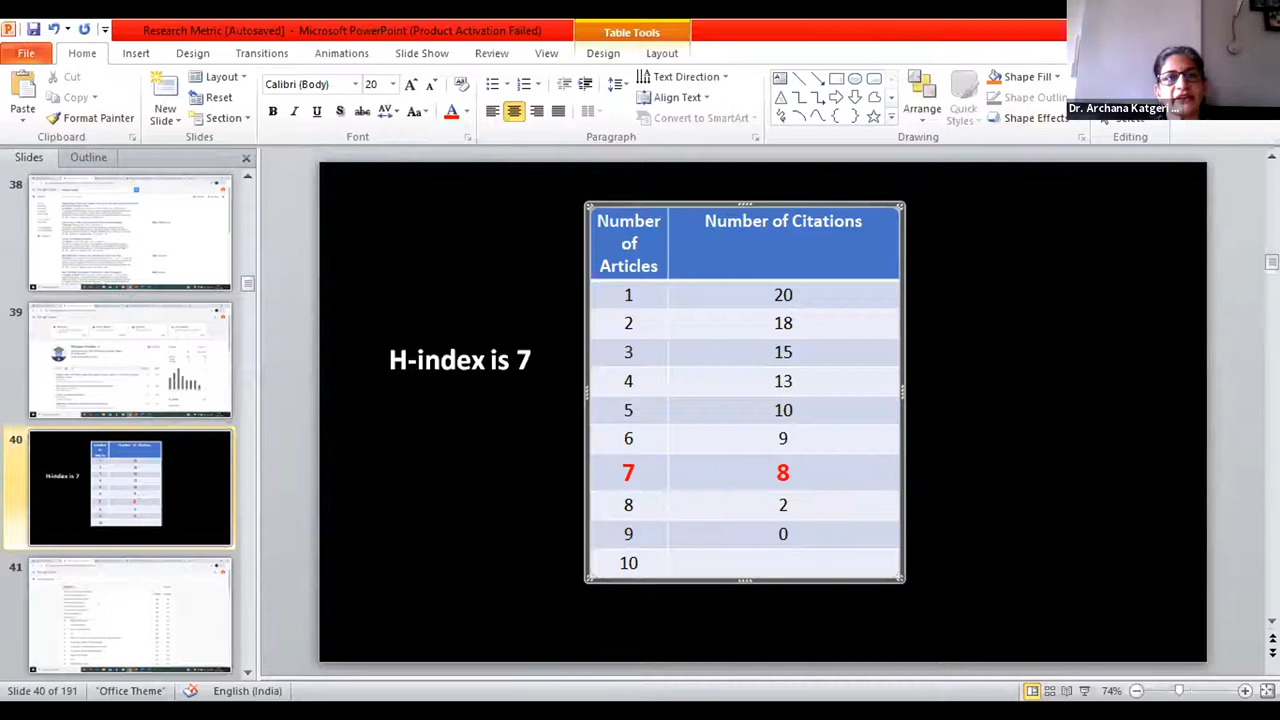 Research Metric [Autosaved] - Microsoft PowerPoint (Product Activation Failed)
Table Tools
File Home Insert Design Transitions Animations Slide Show Review View Design Layout
Paste
Cut
Copy
Format Painter
Clipboard
New
Slide
Layout
Reset
Section
Slides
Calibri (Body) 20
B U S AV Aa A
Font
Text Direction
Align Text
Convert to SmartArt
Paragraph
Arrange
Quick
Styles
Shape Fill
Shape Outlin
Shape Effects
Drawing
Select
Editing
Dr. Archana Katgeri ...
Slides Outline
38
39
40
41
H-index is 7
Number of Articles
Number of Citations
1 20
2 18
3
4 13
5 10
6 9
7 8
8 2
9 0
10
Slide 40 of 191 "Office Theme" English (India) 74%